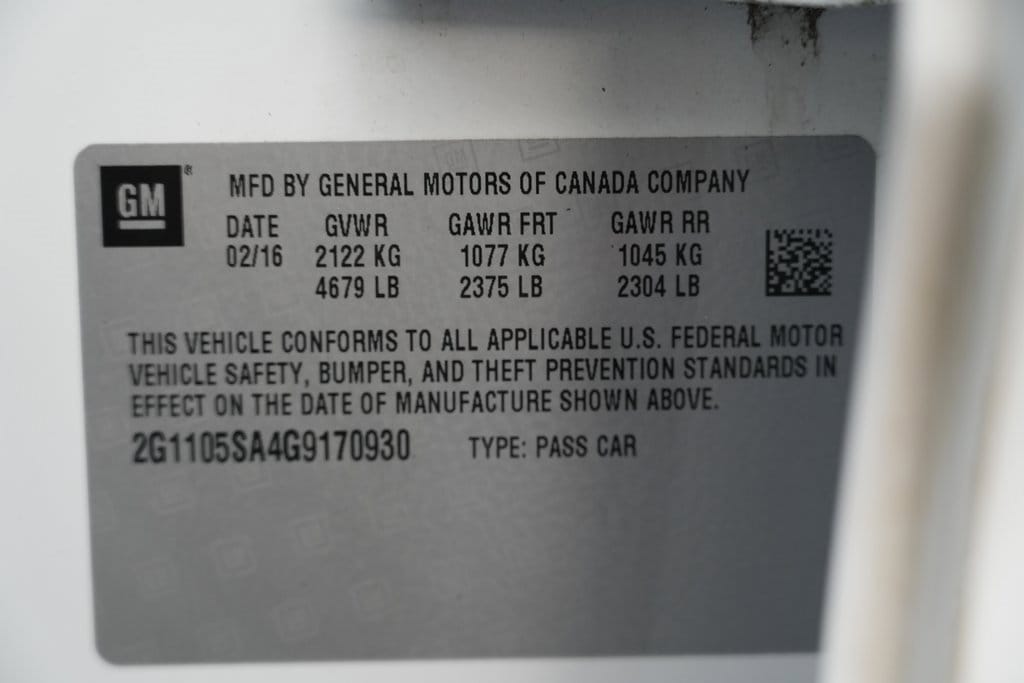 GM ® MFD BY GENERAL MOTORS OF CANADA COMPANY
DATE GVWR GAWR FRT GAWR RR
02/16 2122 KG 1077 KG 1045 KG
4679 LB 2375 LB 2304 LB
THIS VEHICLE CONFORMS TO ALL APPLICABLE U.S. FEDERAL MOTOR
VEHICLE SAFETY, BUMPER, AND THEFT PREVENTION STANDARDS IN
EFFECT ON THE DATE OF MANUFACTURE SHOWN ABOVE.
2G1105SA4G9170930 TYPE: PASS CAR